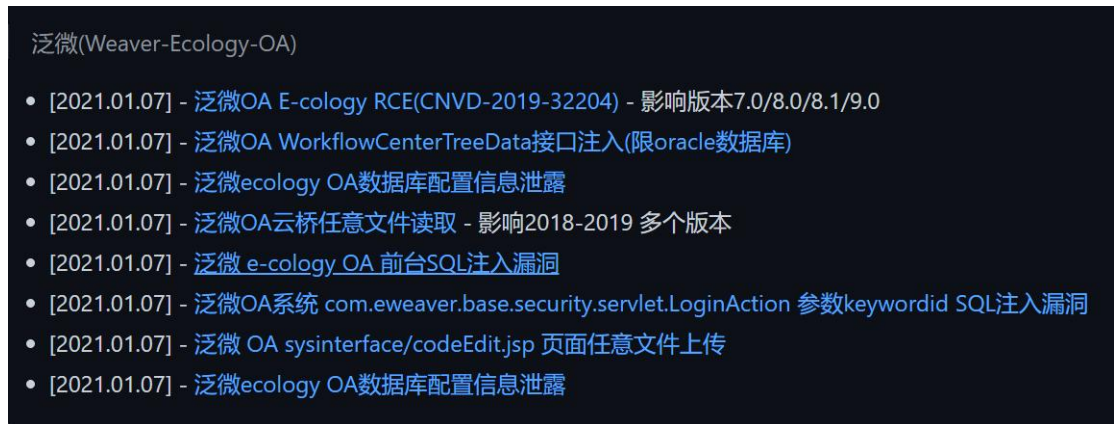 泛微(Weaver-Ecology-OA)
• [2021.01.07] - 泛微OA E-cology RCE(CNVD-2019-32204) - 影响版本7.0/8.0/8.1/9.0
• [2021.01.07] - 泛微OA WorkflowCenterTreeData接口注入(限oracle数据库)
• [2021.01.07] - 泛微ecology OA数据库配置信息泄露
• [2021.01.07] - 泛微OA云桥任意文件读取 - 影响2018-2019 多个版本
• [2021.01.07] - 泛微 e-cology OA 前台SQL注入漏洞
• [2021.01.07] - 泛微OA系统 com.eweaver.base.security.servlet.LoginAction 参数keywordid SQL注入漏洞
• [2021.01.07] - 泛微 OA sysinterface/codeEdit.jsp 页面任意文件上传
• [2021.01.07] - 泛微ecology OA数据库配置信息泄露